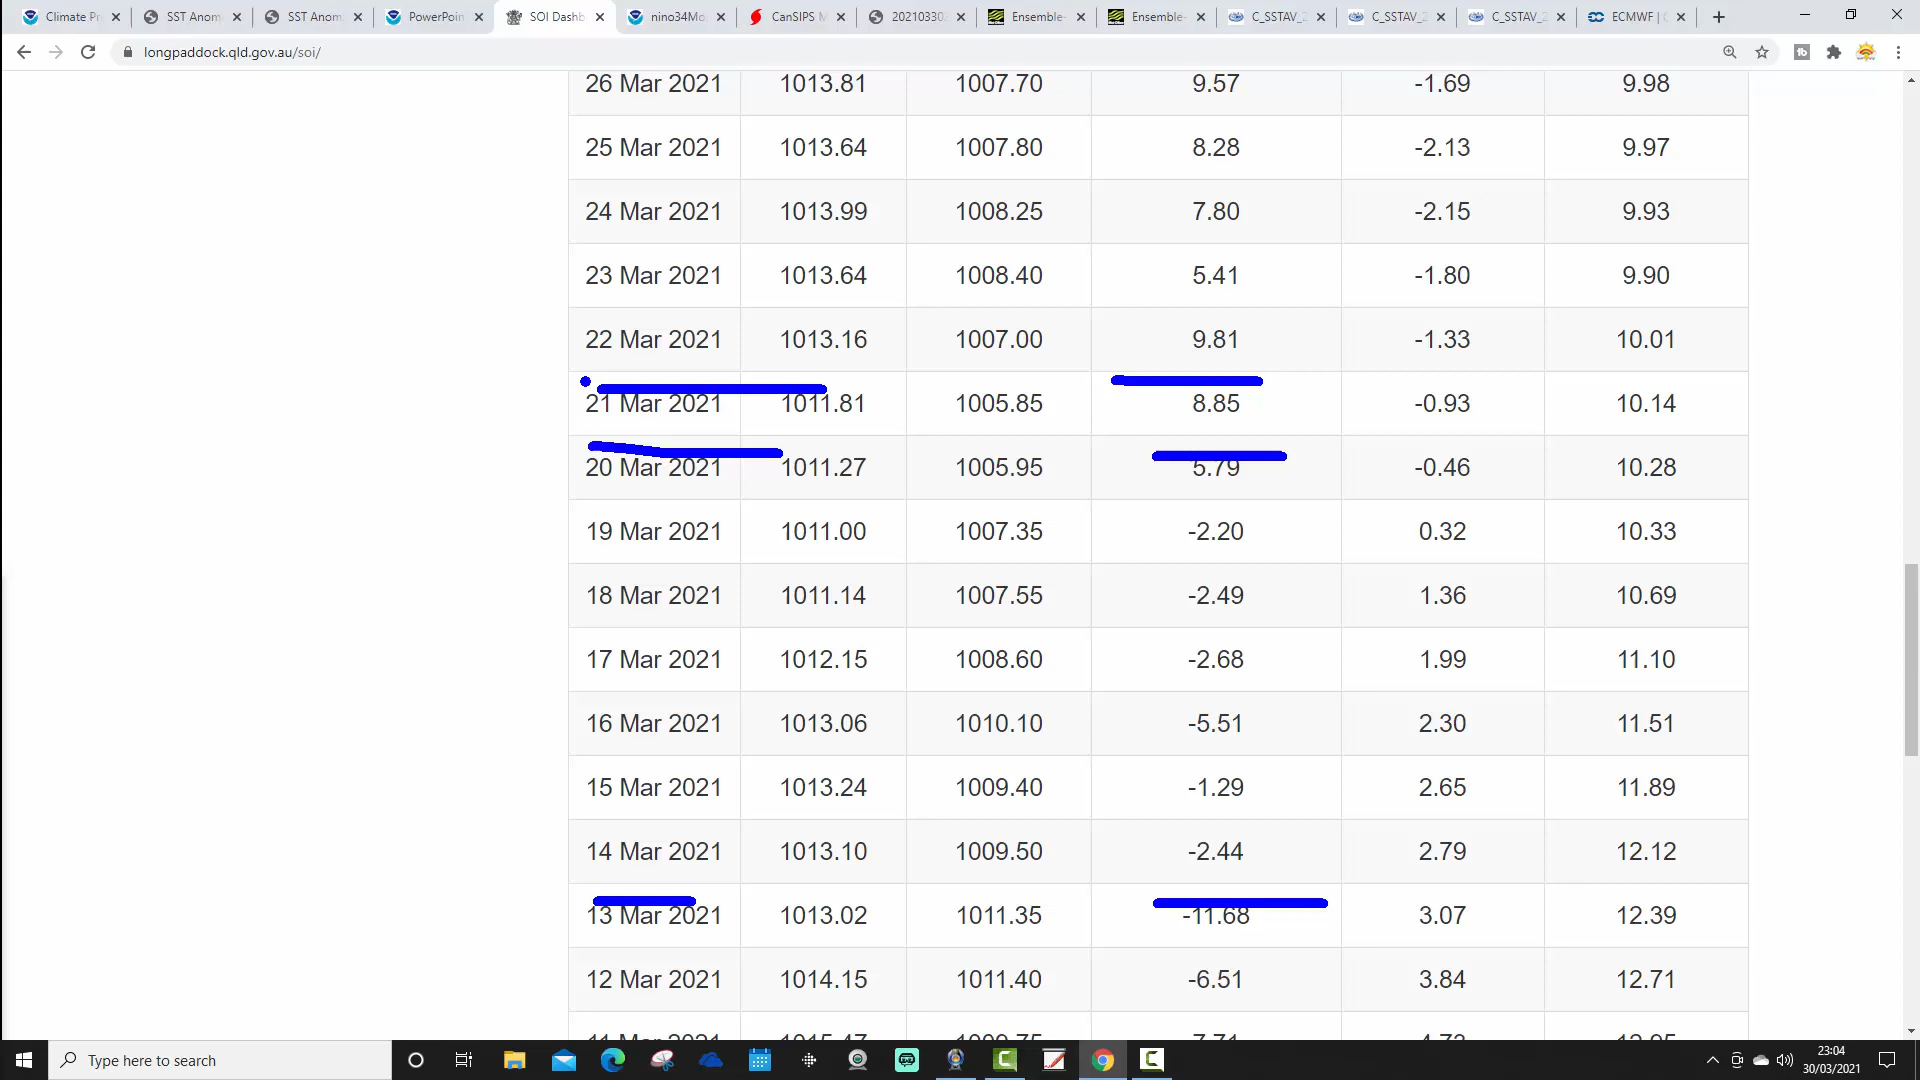 Climate P
SST Anom
SST Anom
PowerPoin
SOI Dashb
nino34Mo
CanSIPS M
20210330
Ensemble-
Ensemble-
C_SSTAV_2
C_SSTAV_2
C_SSTAV_2
ECMWF |
longpaddock.qld.gov.au/soi/
26 Mar 2021 1013.81 1007.70 9.57 -1.69 9.98
25 Mar 2021 1013.64 1007.80 8.28 -2.13 9.97
24 Mar 2021 1013.99 1008.25 7.80 -2.15 9.93
23 Mar 2021 1013.64 1008.40 5.41 -1.80 9.90
22 Mar 2021 1013.16 1007.00 9.81 -1.33 10.01
21 Mar 2021 1011.81 1005.85 8.85 -0.93 10.14
20 Mar 2021 1011.27 1005.95 5.79 -0.46 10.28
19 Mar 2021 1011.00 1007.35 -2.20 0.32 10.33
18 Mar 2021 1011.14 1007.55 -2.49 1.36 10.69
17 Mar 2021 1012.15 1008.60 -2.68 1.99 11.10
16 Mar 2021 1013.06 1010.10 -5.51 2.30 11.51
15 Mar 2021 1013.24 1009.40 -1.29 2.65 11.89
14 Mar 2021 1013.10 1009.50 -2.44 2.79 12.12
13 Mar 2021 1013.02 1011.35 -11.68 3.07 12.39
12 Mar 2021 1014.15 1011.40 -6.51 3.84 12.71
Type here to search
23:04
30/03/2021